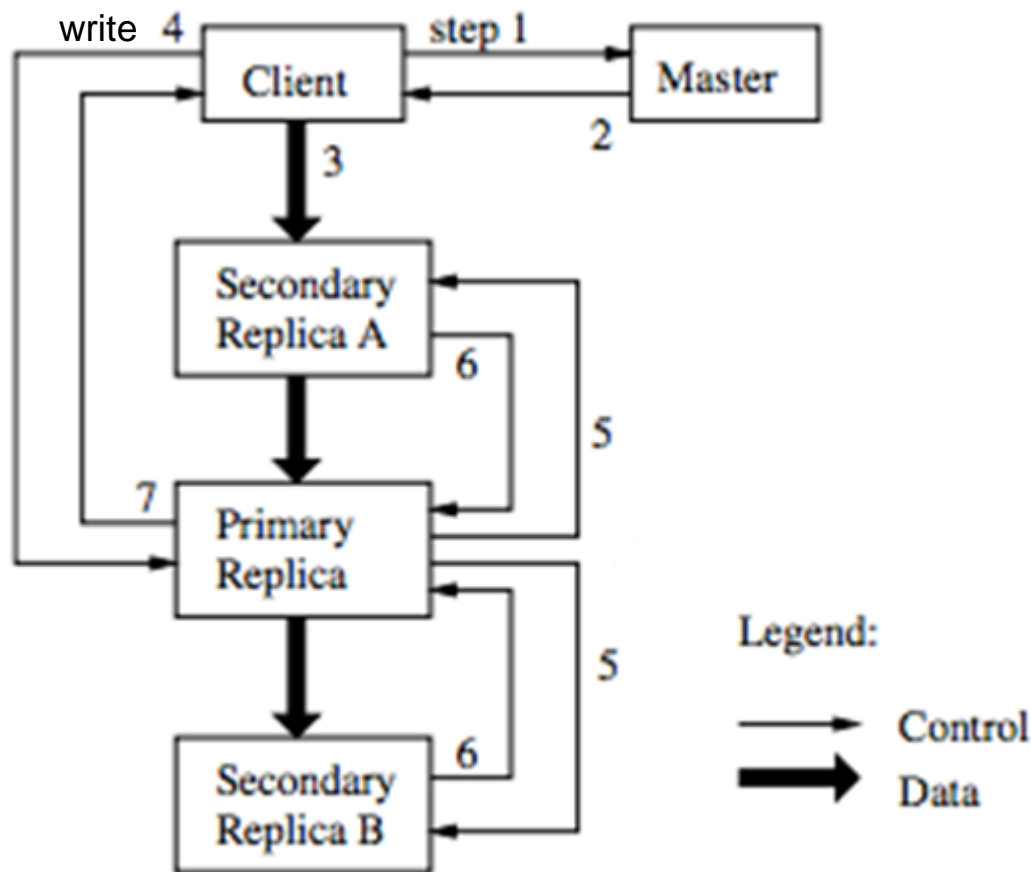 write 4
step 1
Client
Master
2
3
Secondary
Replica A
6
5
7
Primary
Replica
Legend:
5
Control
6
Secondary
Replica B
Data